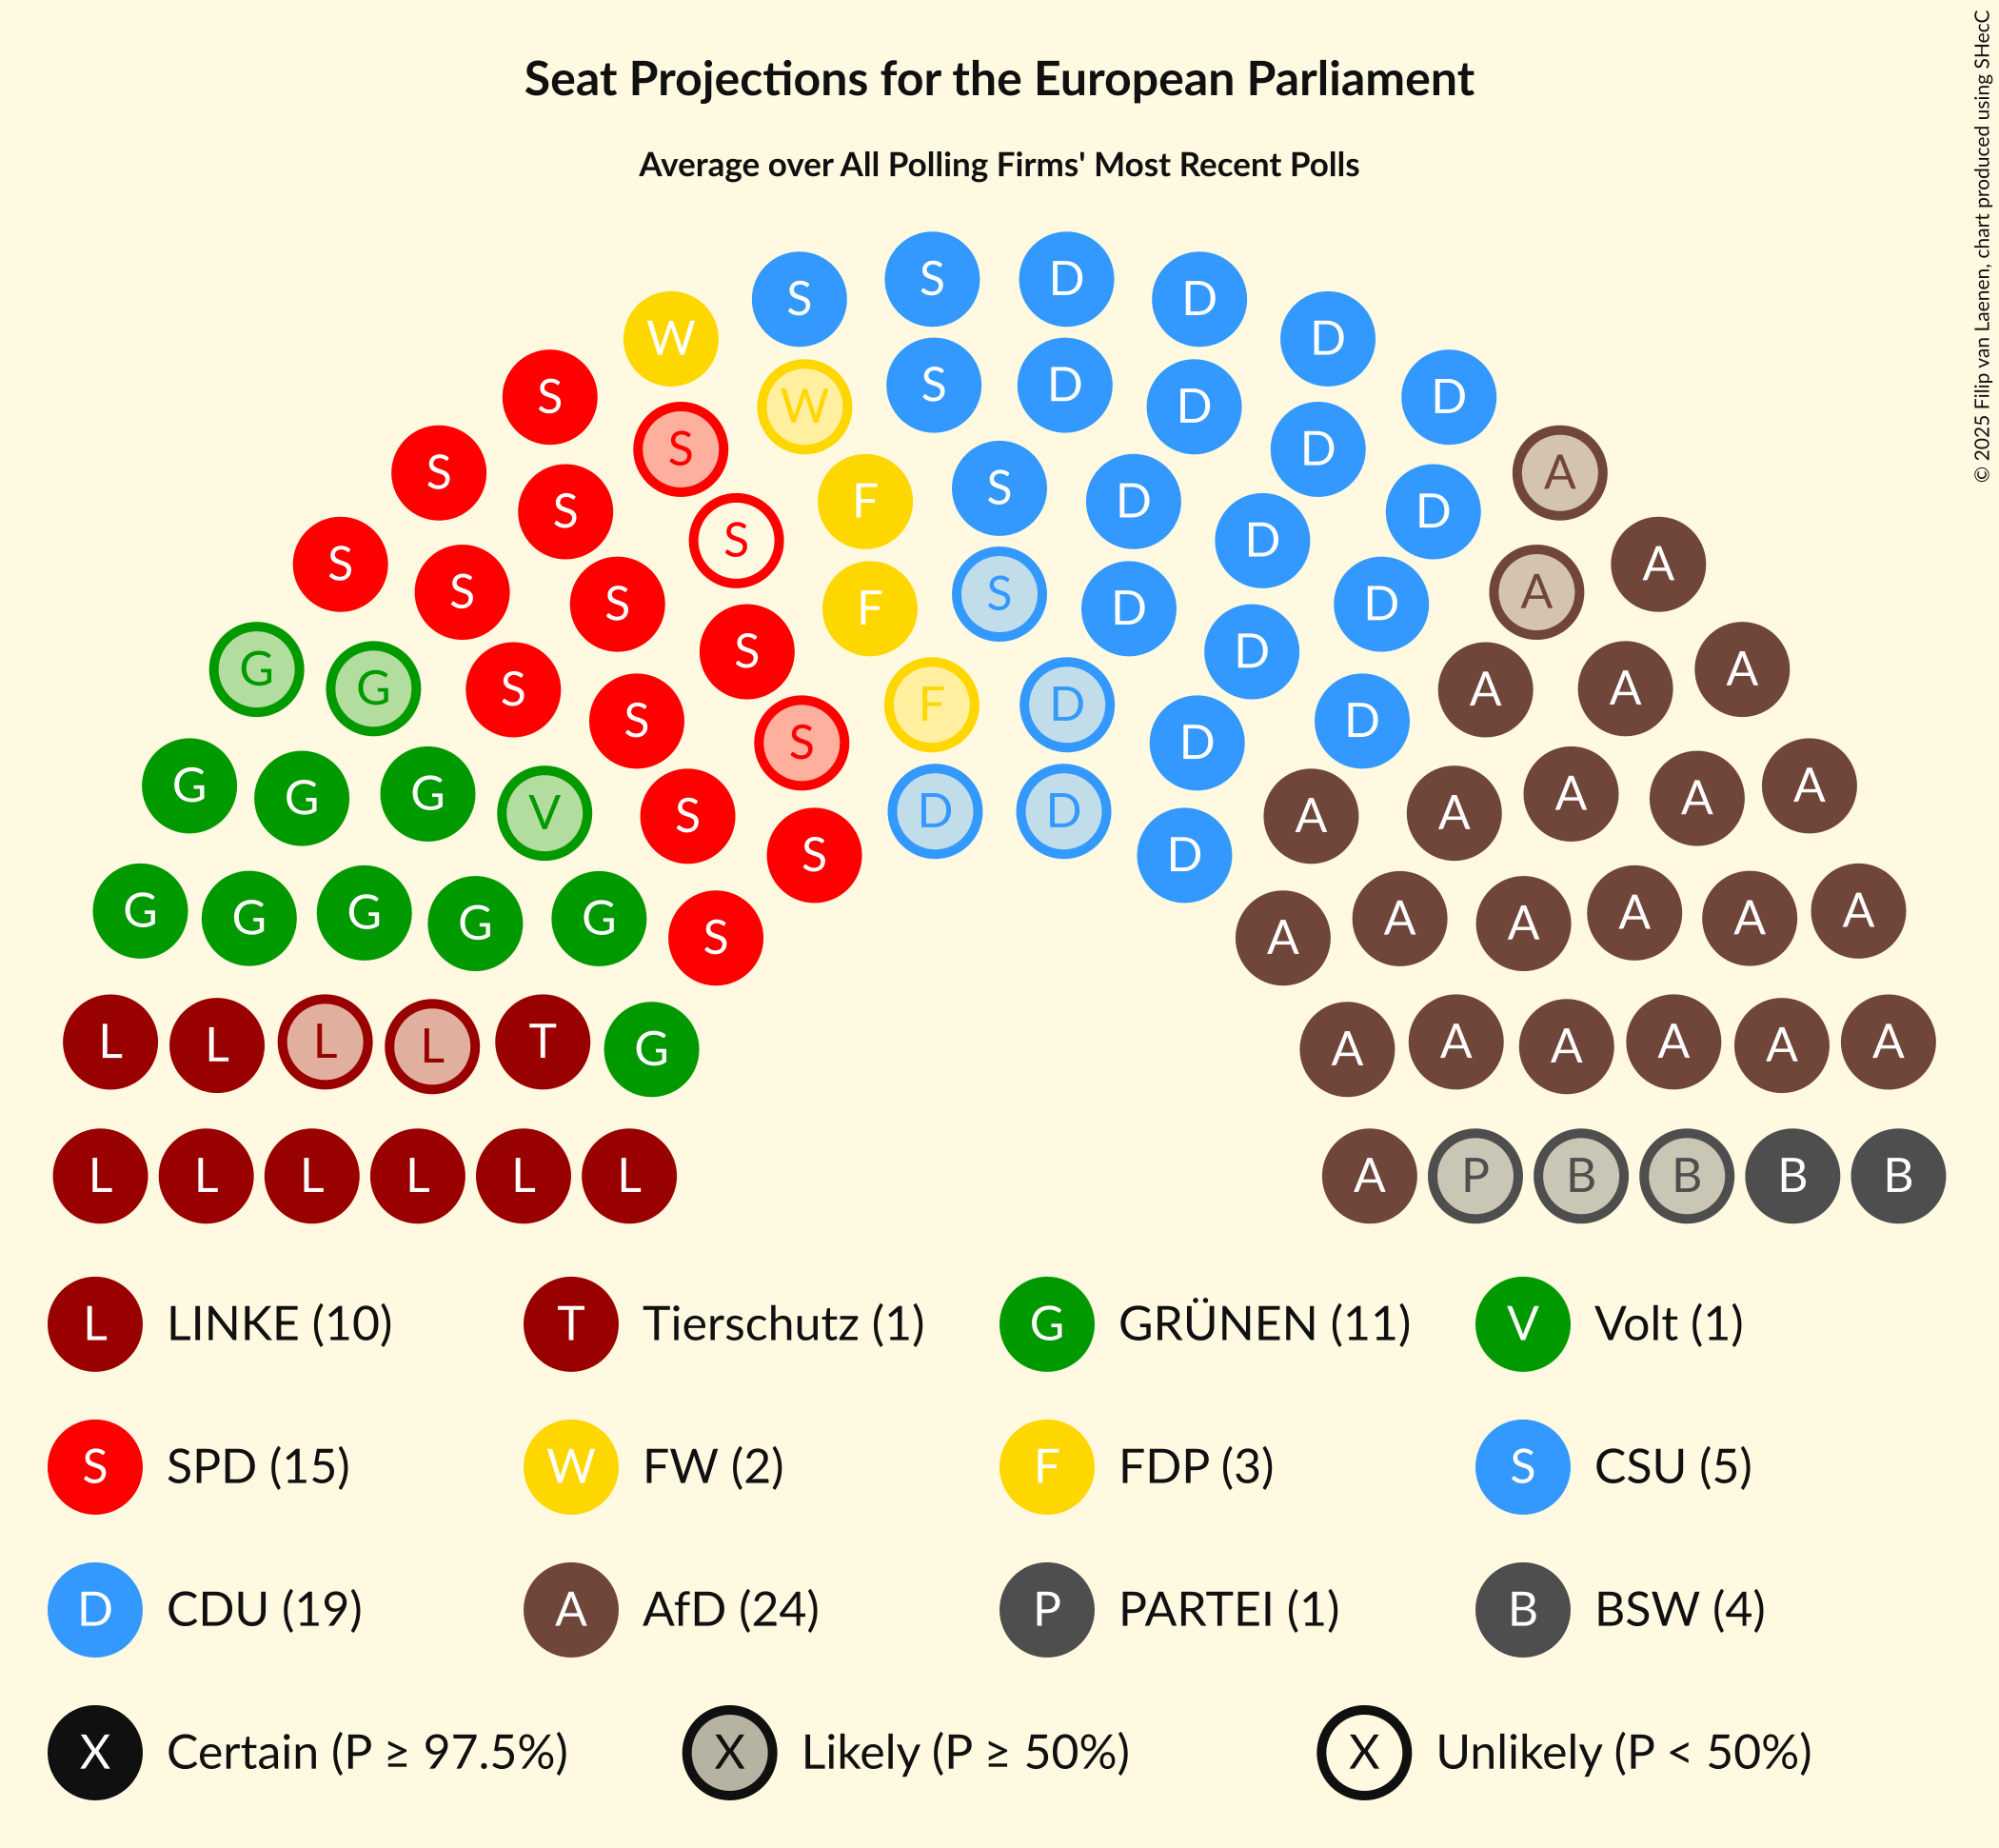 Seat Projections for the European Parliament
Average over All Polling Firms' Most Recent Polls
© 2025 Filip van Laenen, chart produced using SHecC
S S D D
W D
S S D D D
S W D
S D
S F S D A
S S D D
S S A
S F S D D A
S D
S D
G G S S F D D D A A A
S
G G G V S D D D A A A A A
S D
G G G G G S A A A A A A
L L L L T G A A A A A A
L L L L L L A P B B B B
L LINKE (10) T Tierschutz (1) G GRÜNEN (11) V Volt (1)
S SPD (15) W FW (2) F FDP (3) S CSU (5)
D CDU (19) A AfD (24) P PARTEI (1) B BSW (4)
X Certain (P ≥ 97.5%) X Likely (P ≥ 50%) X Unlikely (P < 50%)